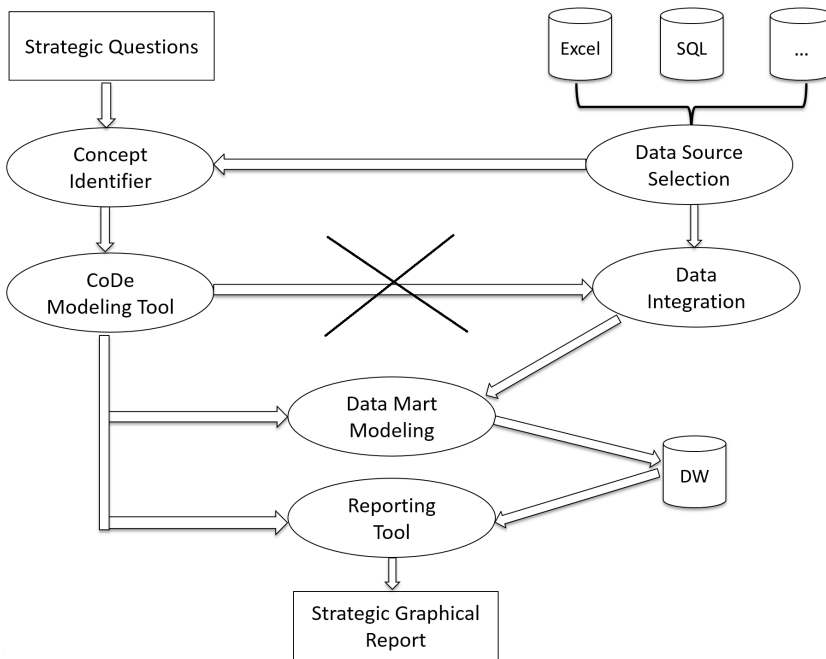 Strategic Questions
Excel
SQL
...
Concept
Identifier
Data Source
Selection
CoDe
Modeling Tool
Data
Integration
Data Mart
Modeling
DW
Reporting
Tool
Strategic Graphical
Report